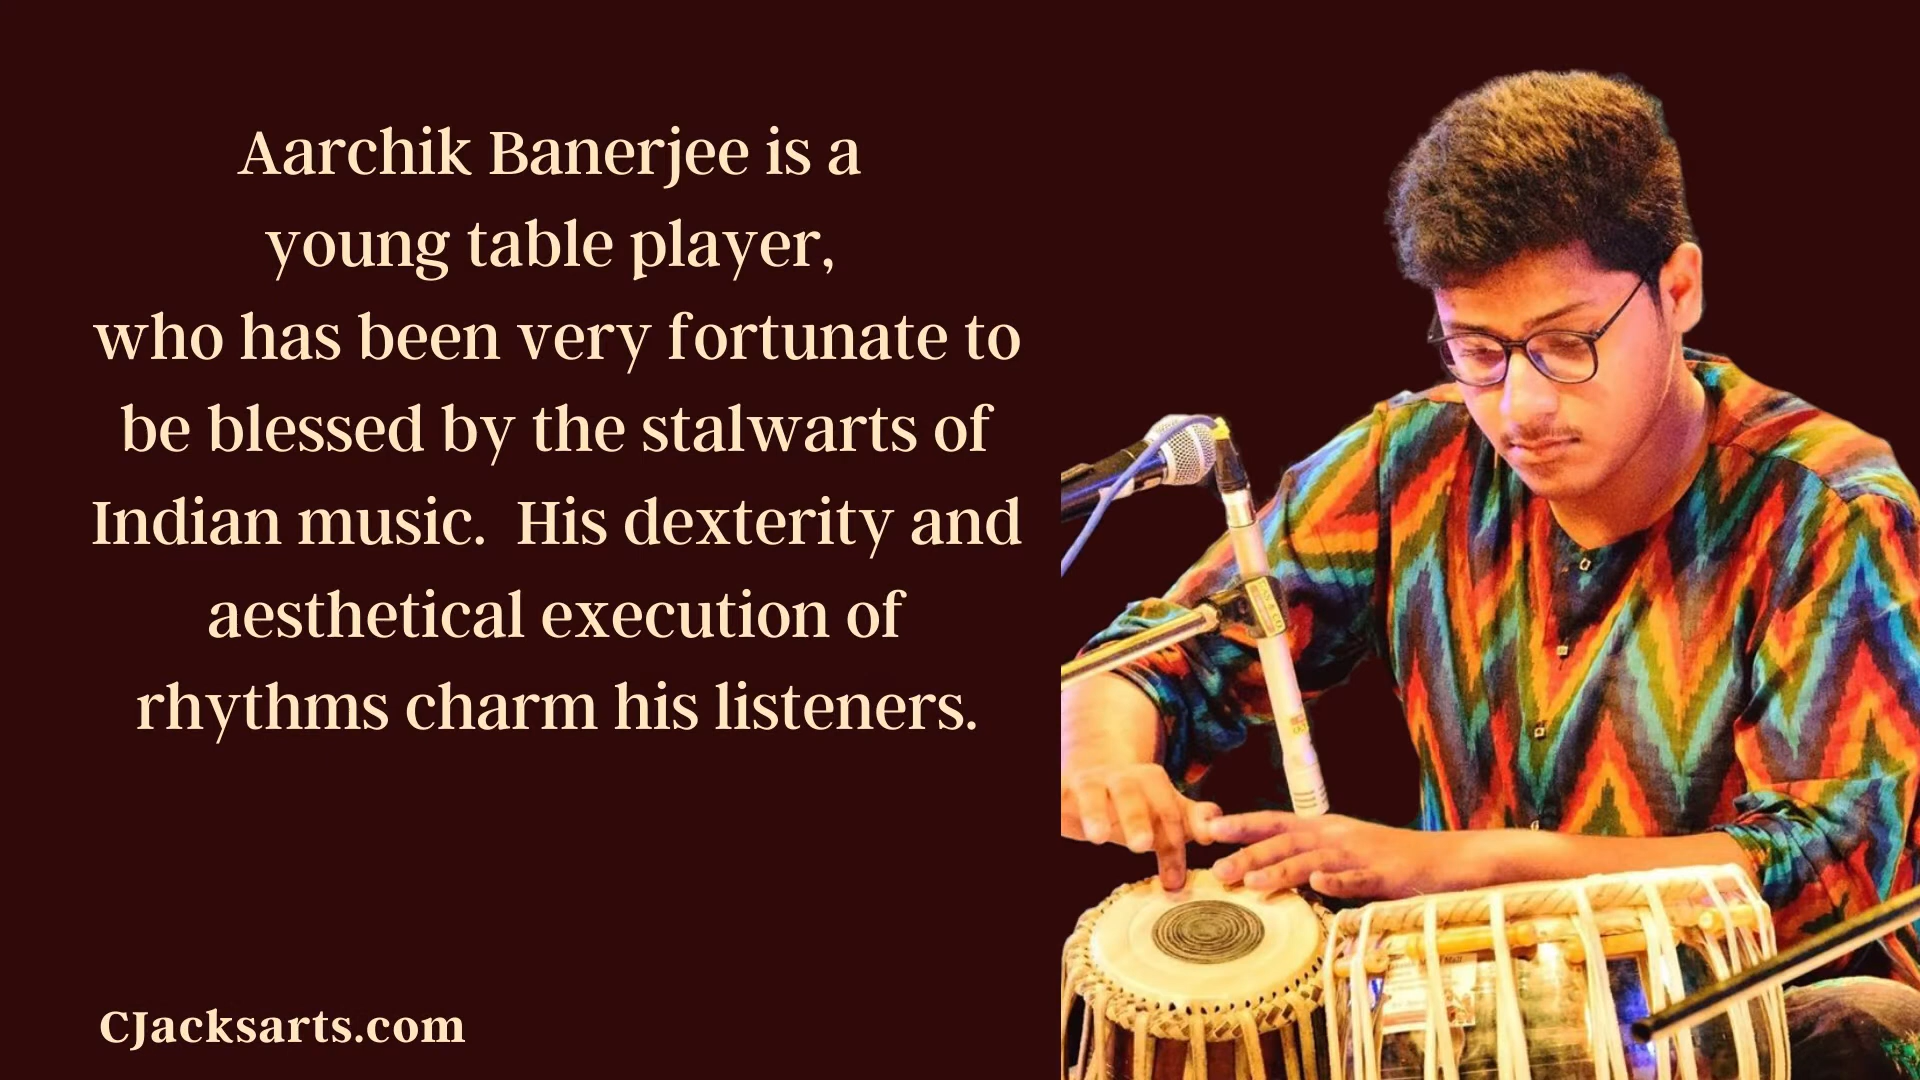 Aarchik Banerjee is a
young table player,
who has been very fortunate to
be blessed by the stalwarts of
Indian music.  His dexterity and
aesthetical execution of
rhythms charm his listeners.
CJacksarts.com